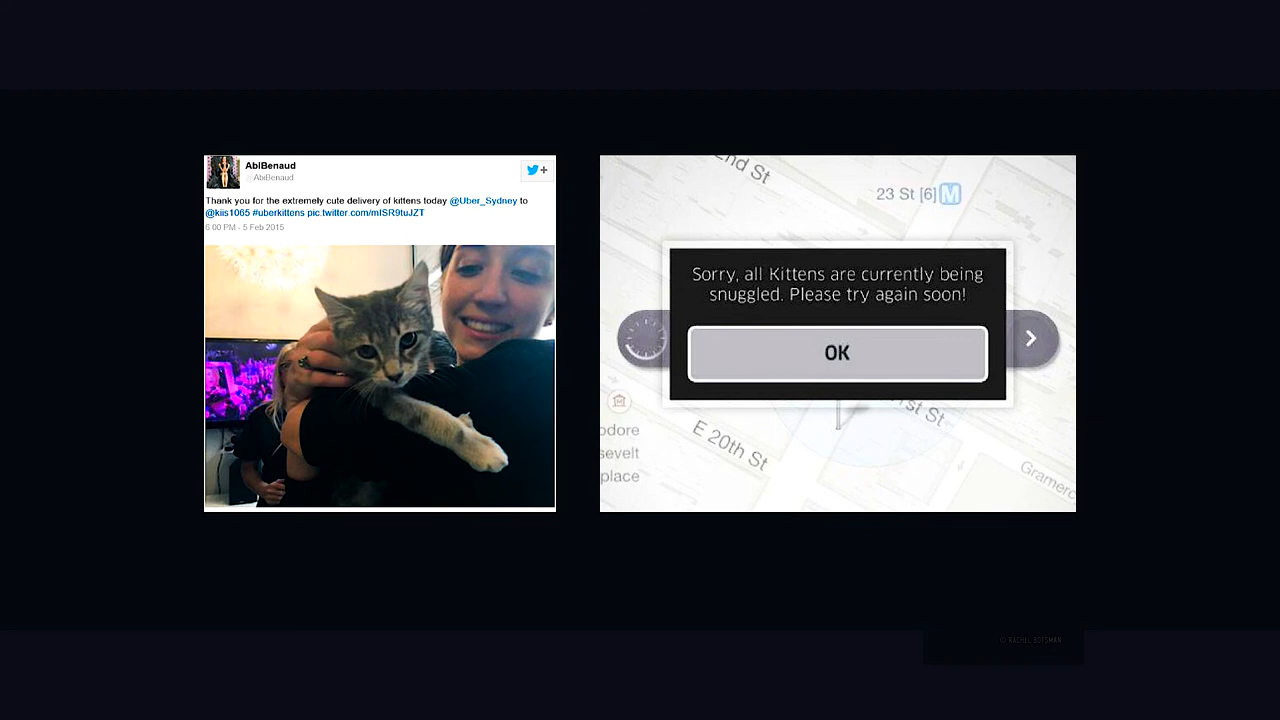 AbiBenaud
@AbiBenaud
Thank you for the extremely cute delivery of kittens today @Uber_Sydney to
@kiis1065 #uberkittens pic.twitter.com/mISR9tuJZT
6:00 PM - 5 Feb 2015
2nd St
23 St [6] M
Sorry, all Kittens are currently being
snuggled. Please try again soon!
OK
1st St
E 20th St
odore
sevelt
place
Gramerc
© RACHEL BOTSMAN